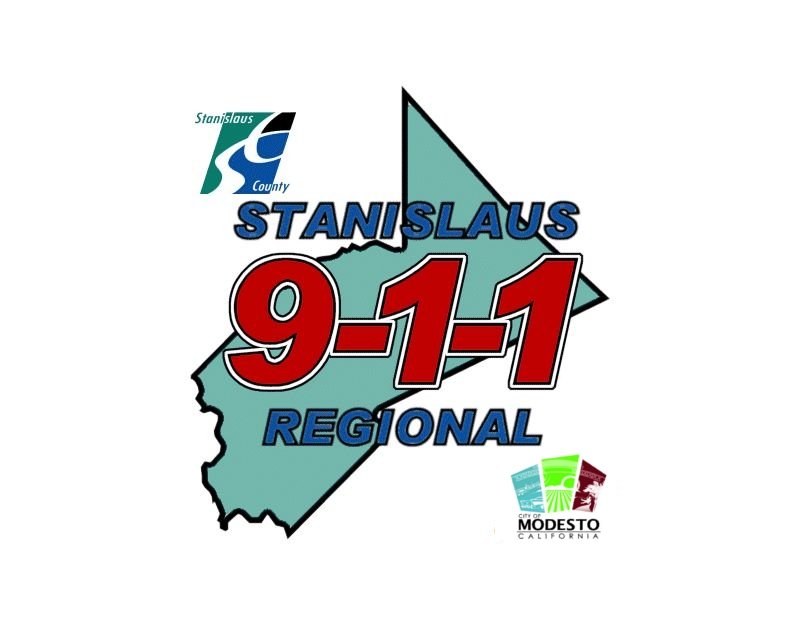 Stanislaus
County
STANISLAUS
9-1-1
REGIONAL
CITY OF
MODESTO
CALIFORNIA